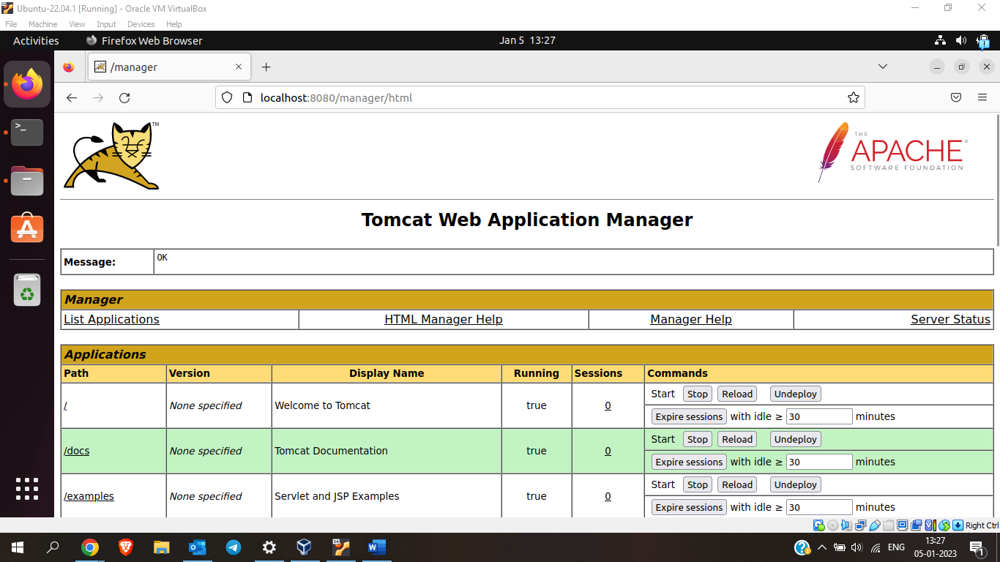 Ubuntu-22.04.1 [Running] - Oracle VM VirtualBox
File Machine View Input Devices Help
Activities Firefox Web Browser Jan 5 13:27
/manager
localhost:8080/manager/html
TM
THE
APACHE®
SOFTWARE FOUNDATION
Tomcat Web Application Manager
Message: OK
Manager
List Applications HTML Manager Help Manager Help Server Status
Applications
Path Version Display Name Running Sessions Commands
/ None specified Welcome to Tomcat true 0 Start Stop Reload Undeploy
Expire sessions with idle ≥ 30 minutes
/docs None specified Tomcat Documentation true 0 Start Stop Reload Undeploy
Expire sessions with idle ≥ 30 minutes
/examples None specified Servlet and JSP Examples true 0 Start Stop Reload Undeploy
Expire sessions with idle ≥ 30 minutes
Right Ctrl
ENG 13:27
05-01-2023 1